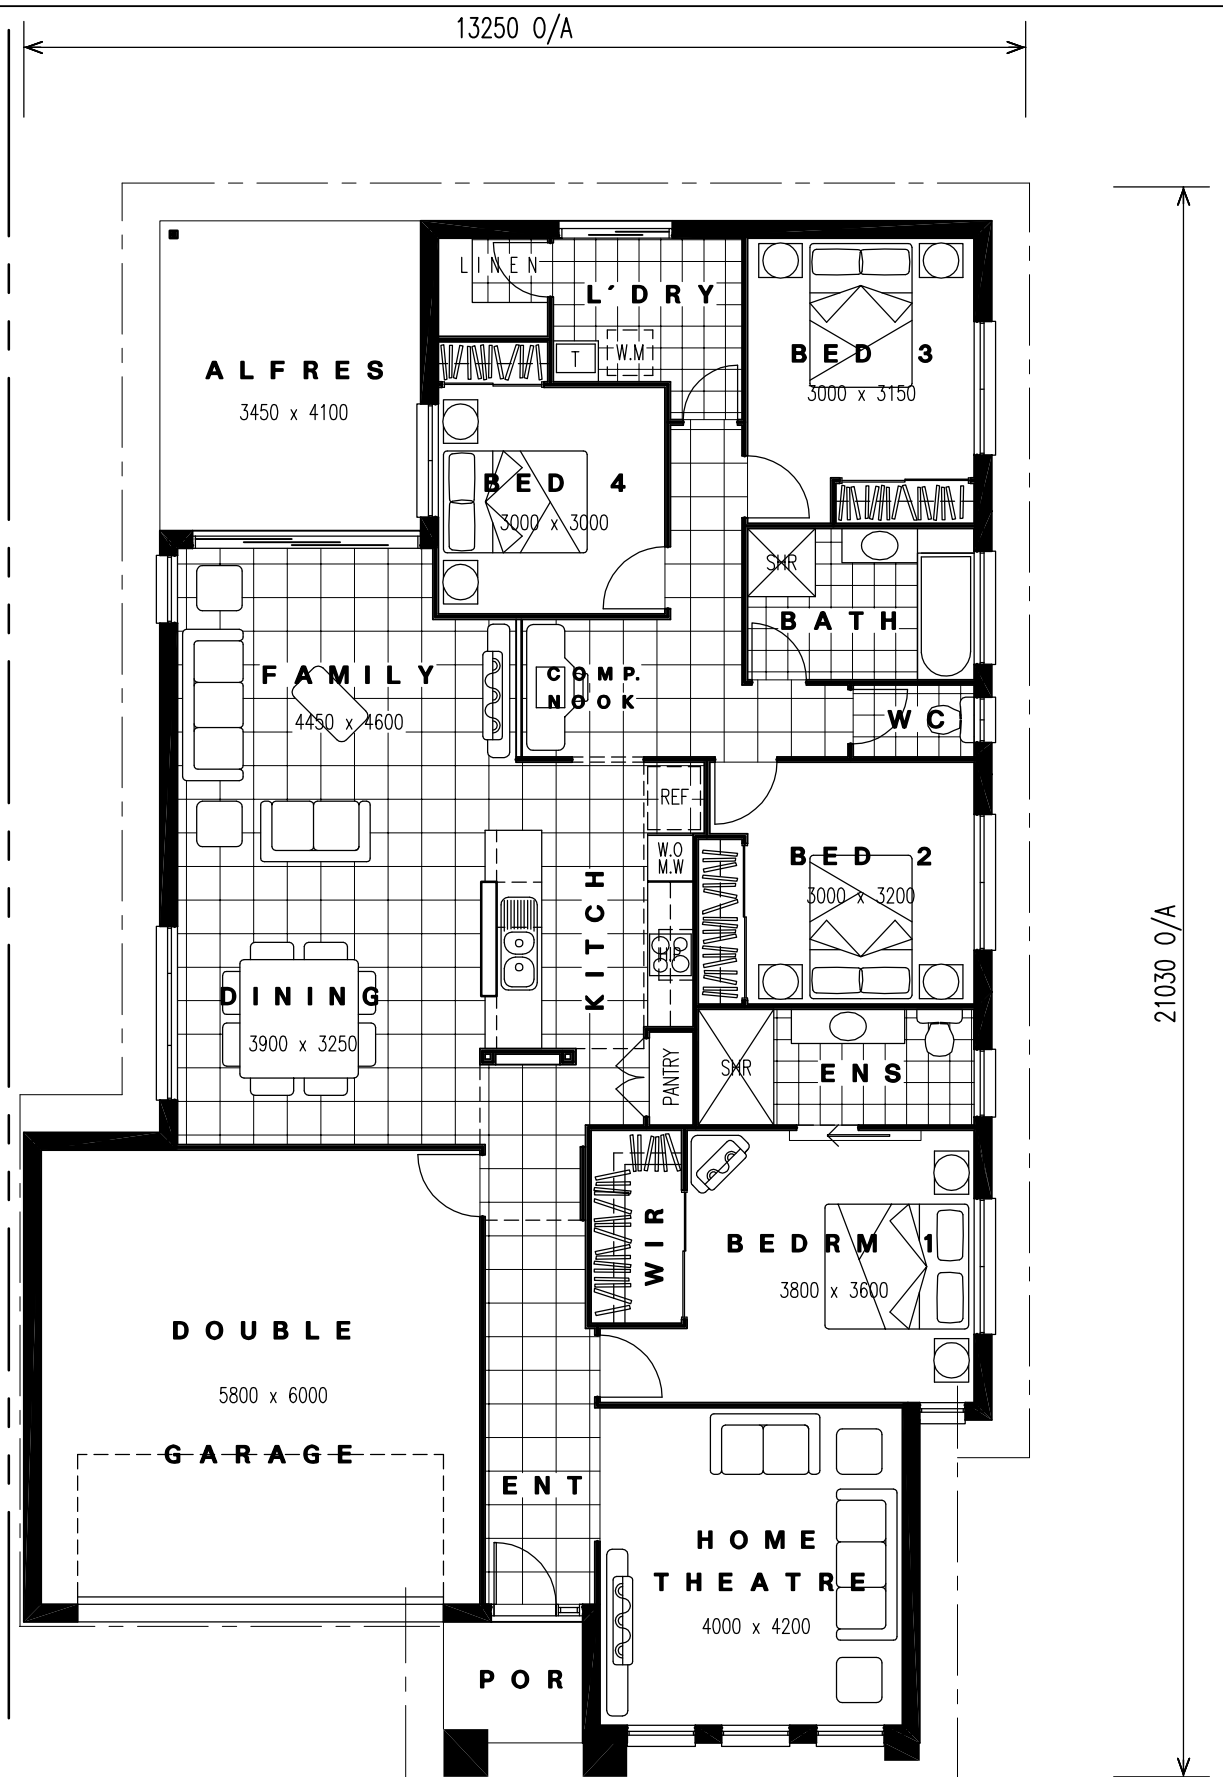 13250 O/A
LINEN
L'DRY
T
W.M
BED 3
3000 x 3150
ALFRES
3450 x 4100
BED 4
3000 x 3000
SHR
BATH
FAMILY
4450 x 4600
COMP.
NOOK
WC
REF
W.O
M.W
KITCH
HP
BED 2
3000 x 3200
21030 O/A
DINING
3900 x 3250
PANTRY
SHR
ENS
WIR
BEDRM 1
3800 x 3600
DOUBLE
5800 x 6000
GARAGE
ENT
HOME
THEATRE
4000 x 4200
POR